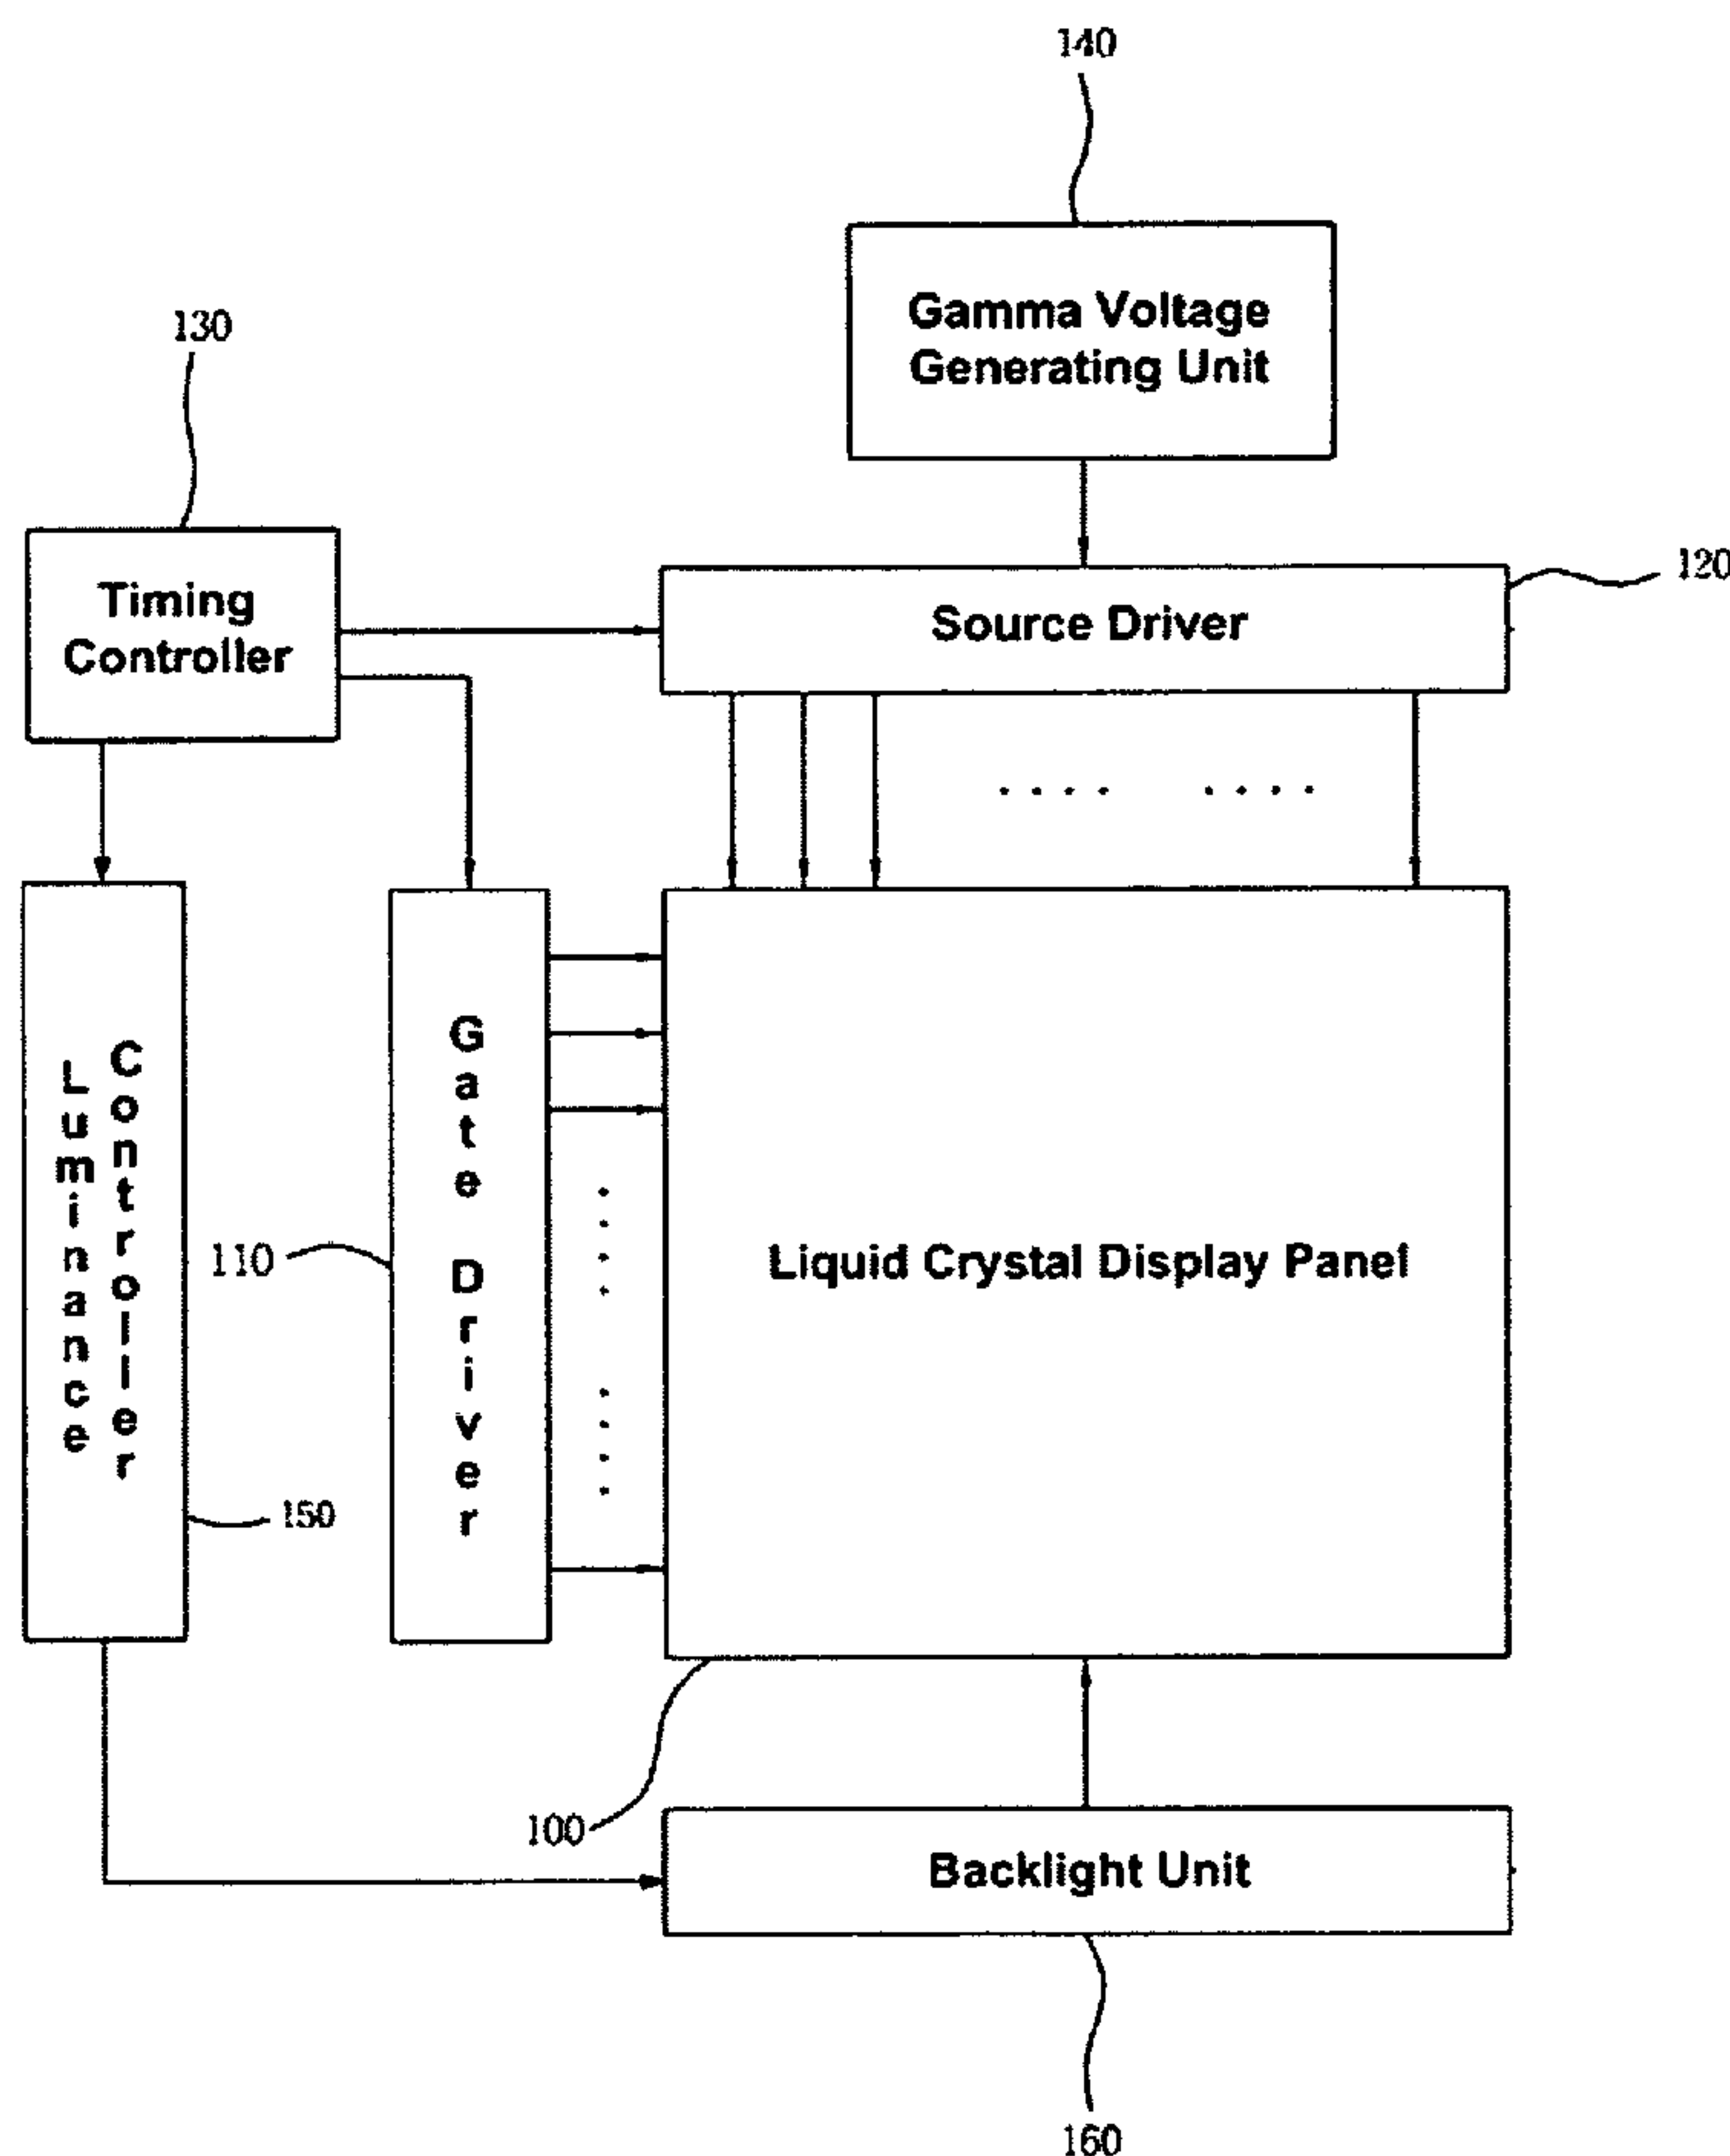 140
Gamma Voltage
Generating Unit
130
Timing
Controller
120
Source Driver
Luminance
Controller
150
Gate Driver
110
Liquid Crystal Display Panel
100
Backlight Unit
160